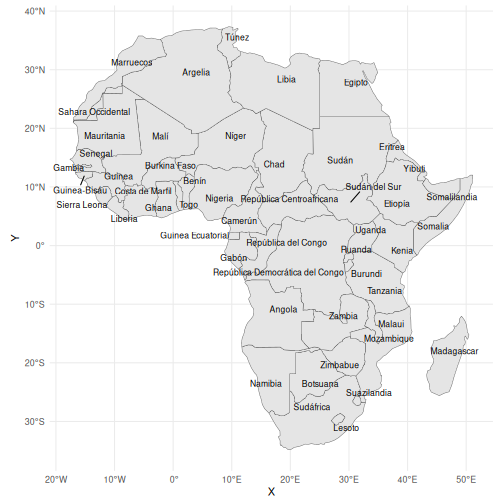 40°N
Túnez
Marruecos
30°N
Argelia
Libia
Egipto
Sahara Occidental
20°N
Mauritania
Malí
Níger
Eritrea
Senegal
Sudán
Gambia
Burkina Faso
Chad
Yibuti
Guinea
Benín
10°N
Guinea-Bisáu
Costa de Marfil
Sudán del Sur
Nigeria
República Centroafricana
Somalilandia
Sierra Leona
Ghana
Togo
Etiopía
Liberia
Camerún
Somalia
Guinea Ecuatorial
Uganda
Y
0°
República del Congo
Ruanda
Kenia
Gabón
República Democrática del Congo
Burundi
Tanzania
10°S
Angola
Zambia
Malaui
Mozambique
Madagascar
20°S
Zimbabue
Namibia
Botsuana
Suazilandia
Sudáfrica
30°S
Lesoto
20°W
10°W
0°
10°E
20°E
30°E
40°E
50°E
X